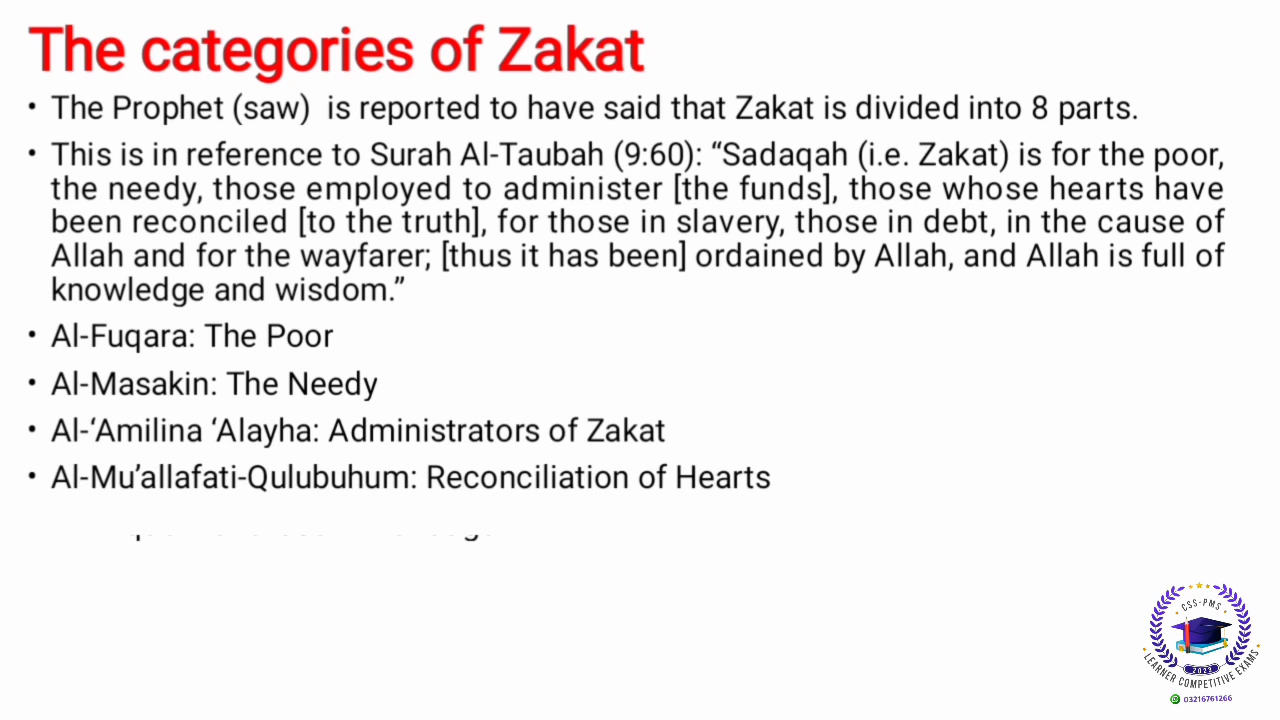 The categories of Zakat
• The Prophet (saw)  is reported to have said that Zakat is divided into 8 parts.
• This is in reference to Surah Al-Taubah (9:60): “Sadaqah (i.e. Zakat) is for the poor,
the needy, those employed to administer [the funds], those whose hearts have
been reconciled [to the truth], for those in slavery, those in debt, in the cause of
Allah and for the wayfarer; [thus it has been] ordained by Allah, and Allah is full of
knowledge and wisdom.”
• Al-Fuqara: The Poor
• Al-Masakin: The Needy
• Al-‘Amilina ‘Alayha: Administrators of Zakat
• Al-Mu’allafati-Qulubuhum: Reconciliation of Hearts
CSS-PMS
2022
LEARNER COMPETITIVE EXAMS
03216761266